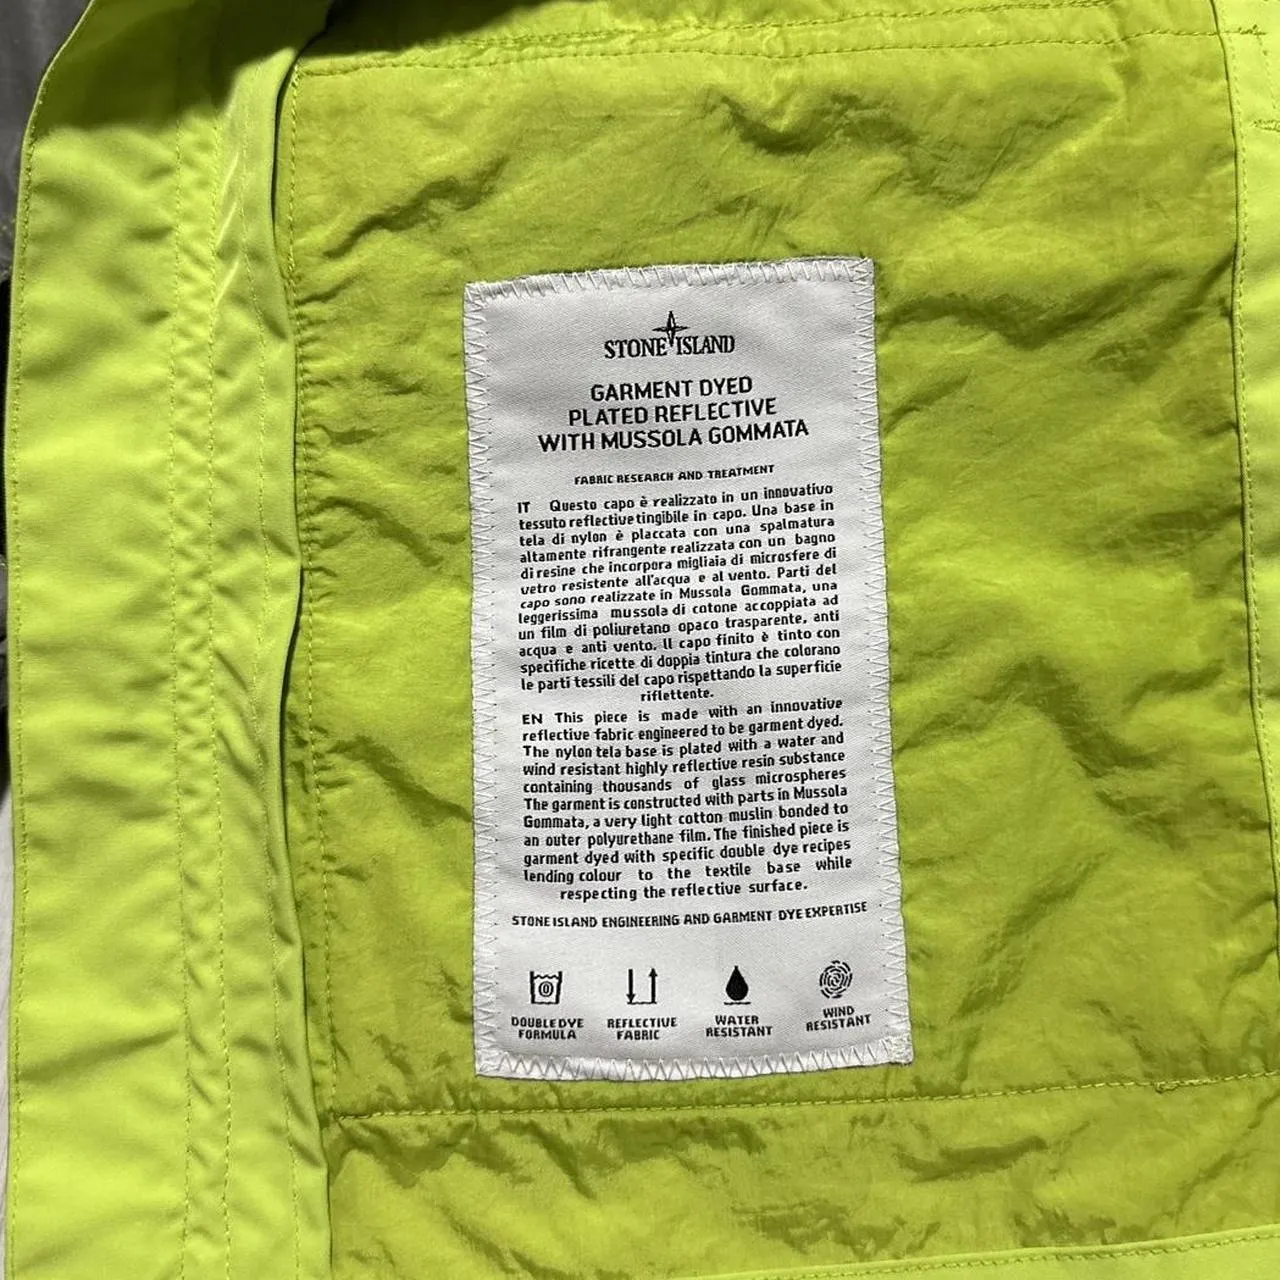 STONE ISLAND
GARMENT DYED
PLATED REFLECTIVE
WITH MUSSOLA GOMMATA
FABRIC RESEARCH AND TREATMENT
IT Questo capo è realizzato in un innovativo
tessuto reflective tingibile in capo. Una base in
tela di nylon è placcata con una spalmatura
altamente rifrangente realizzata con un bagno
di resine che incorpora migliaia di microsfere di
vetro resistente all'acqua e al vento. Parti del
capo sono realizzate in Mussola Gommata, una
leggerissima mussola di cotone accoppiata ad
un film di poliuretano opaco trasparente, anti
acqua e anti vento. Il capo finito è tinto con
specifiche ricette di doppia tintura che colorano
le parti tessili del capo rispettando la superficie
riflettente.
EN This piece is made with an innovative
reflective fabric engineered to be garment dyed.
The nylon tela base is plated with a water and
wind resistant highly reflective resin substance
containing thousands of glass microspheres
The garment is constructed with parts in Mussola
Gommata, a very light cotton muslin bonded to
an outer polyurethane film. The finished piece is
garment dyed with specific double dye recipes
lending colour to the textile base while
respecting the reflective surface.
STONE ISLAND ENGINEERING AND GARMENT DYE EXPERTISE
DOUBLE DYE FORMULA
REFLECTIVE FABRIC
WATER RESISTANT
WIND RESISTANT